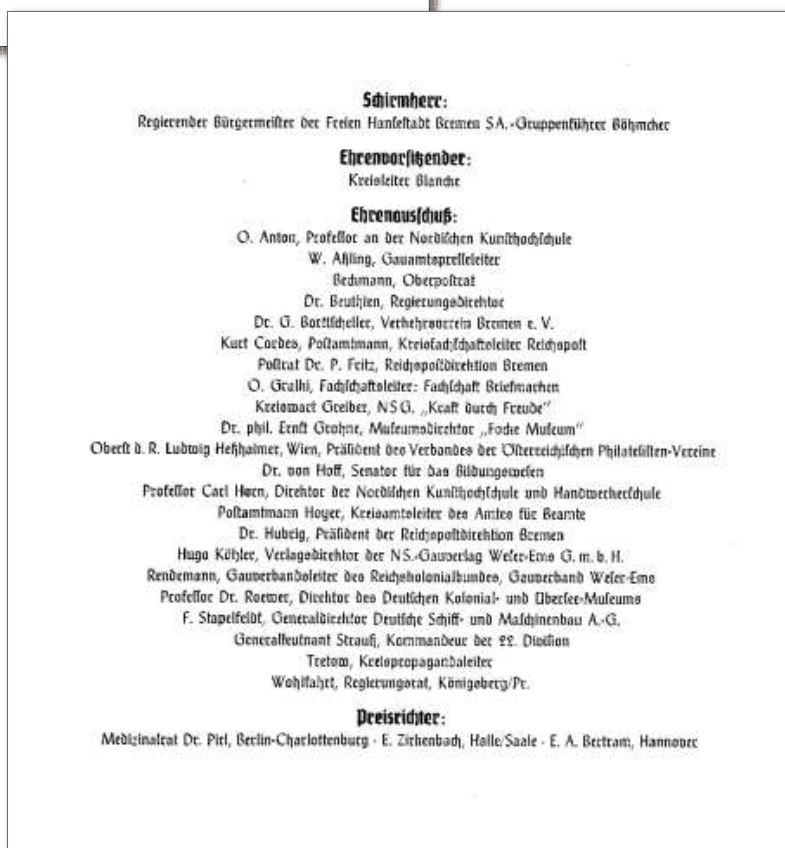 Schirmherr:
Regierender Bürgermeister der Freien Hansestadt Bremen SA.-Gruppenführer Böhmcker
Ehrenvorsitzender:
Kreisleiter Blanke
Ehrenausschuß:
O. Anton, Professor an der Nordischen Kunsthochschule
W. Aßling, Gauamtspresseleiter
Beckmann, Oberpostrat
Dr. Beuthien, Regierungsdirektor
Dr. G. Borttscheller, Verkehrsverein Bremen e. V.
Kurt Cordes, Postamtmann, Kreisfachschaftsleiter Reichspost
Postrat Dr. P. Fritz, Reichspostdirektion Bremen
O. Gralki, Fachschaftsleiter: Fachschaft Briefmarken
Kreiswart Greiber, NSG. „Kraft durch Freude"
Dr. phil. Ernst Grohne, Museumsdirektor „Focke Museum"
Oberst d. R. Ludwig Heßhaimer, Wien, Präsident des Verbandes der Österreichischen Philatelisten-Vereine
Dr. von Hoff, Senator für das Bildungswesen
Professor Carl Horn, Direktor der Nordischen Kunsthochschule und Handwerkerschule
Postamtmann Hoyer, Kreisamtsleiter des Amtes für Beamte
Dr. Hubrig, Präsident der Reichspostdirektion Bremen
Hugo Köhler, Verlagsdirektor der NS.-Gauverlag Weser-Ems G. m. b. H.
Rendemann, Gauverbandsleiter des Reichskolonialbundes, Gauverband Weser-Ems
Professor Dr. Roewer, Direktor des Deutschen Kolonial- und Übersee-Museums
F. Stapelfeldt, Generaldirektor Deutsche Schiff- und Maschinenbau A.-G.
Generalleutnant Strauß, Kommandeur der 22. Division
Tretow, Kreispropagandaleiter
Wohlfahrt, Regierungsrat, Königsberg/Pr.
Preisrichter:
Medizinalrat Dr. Pirl, Berlin-Charlottenburg · E. Zirkenbach, Halle/Saale · E. A. Bertram, Hannover